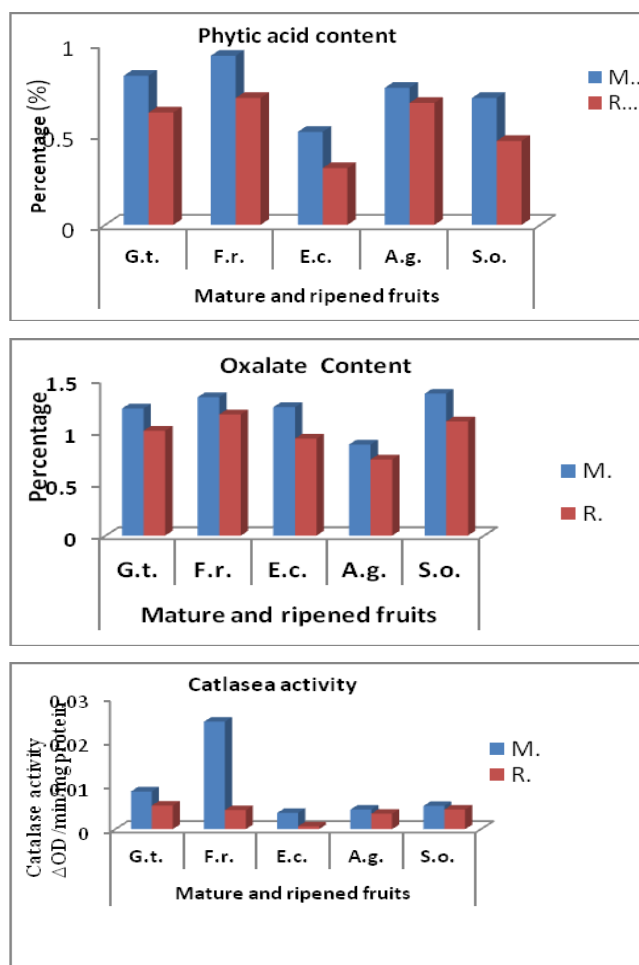 Phytic acid content
Percentage (%)
1
0.5
0
G.t. F.r. E.c. A.g. S.o.
Mature and ripened fruits
M..
R...
Oxalate Content
Percentage
1.5
1
0.5
0
G.t. F.r. E.c. A.g. S.o.
Mature and ripened fruits
M.
R.
Catlasea activity
Catalase activity
△OD /min/mg protein
0.03
0.02
0.01
0
G.t. F.r. E.c. A.g. S.o.
Mature and ripened fruits
M.
R.